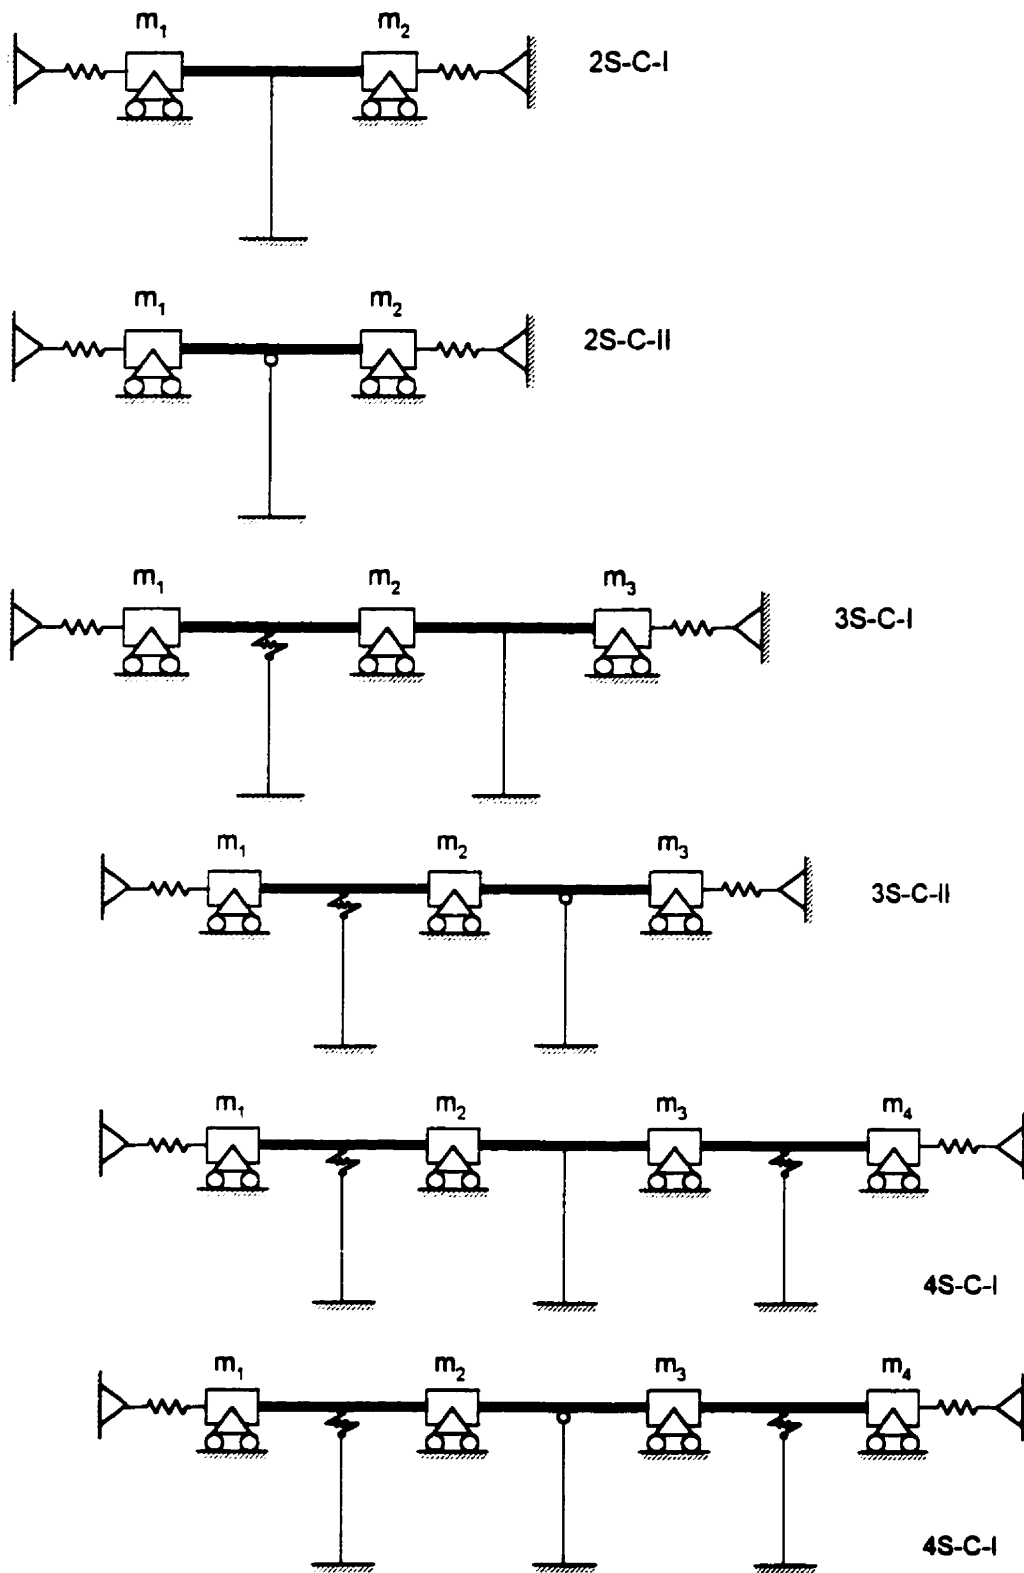 m₁ m₂
2S-C-I
m₁ m₂
2S-C-II
m₁ m₂ m₃
3S-C-I
m₁ m₂ m₃
3S-C-II
m₁ m₂ m₃ m₄
4S-C-I
m₁ m₂ m₃ m₄
4S-C-I